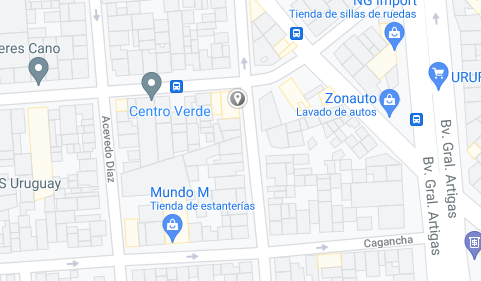 NG Import
Tienda de sillas de ruedas
eres Cano
URUF
Zonauto
Lavado de autos
Centro Verde
Acevedo Díaz
Bv. Gral. Artigas
Bv. Gral. Artigas
S Uruguay
Mundo M
Tienda de estanterías
Cagancha